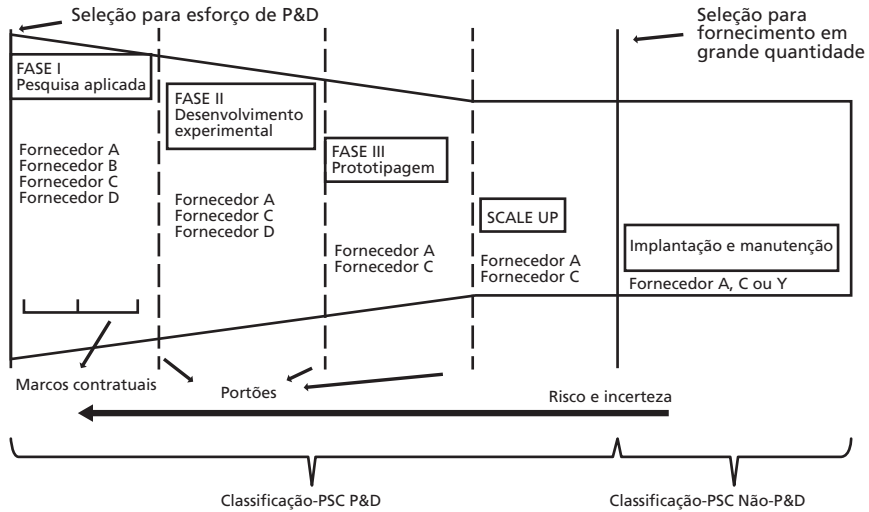 Seleção para esforço de P&D
Seleção para
fornecimento em
grande quantidade
FASE I
Pesquisa aplicada
Fornecedor A
Fornecedor B
Fornecedor C
Fornecedor D
FASE II
Desenvolvimento
experimental
Fornecedor A
Fornecedor C
Fornecedor D
FASE III
Prototipagem
Fornecedor A
Fornecedor C
SCALE UP
Fornecedor A
Fornecedor C
Implantação e manutenção
Fornecedor A, C ou Y
Marcos contratuais
Portões
Risco e incerteza
Classificação-PSC P&D
Classificação-PSC Não-P&D